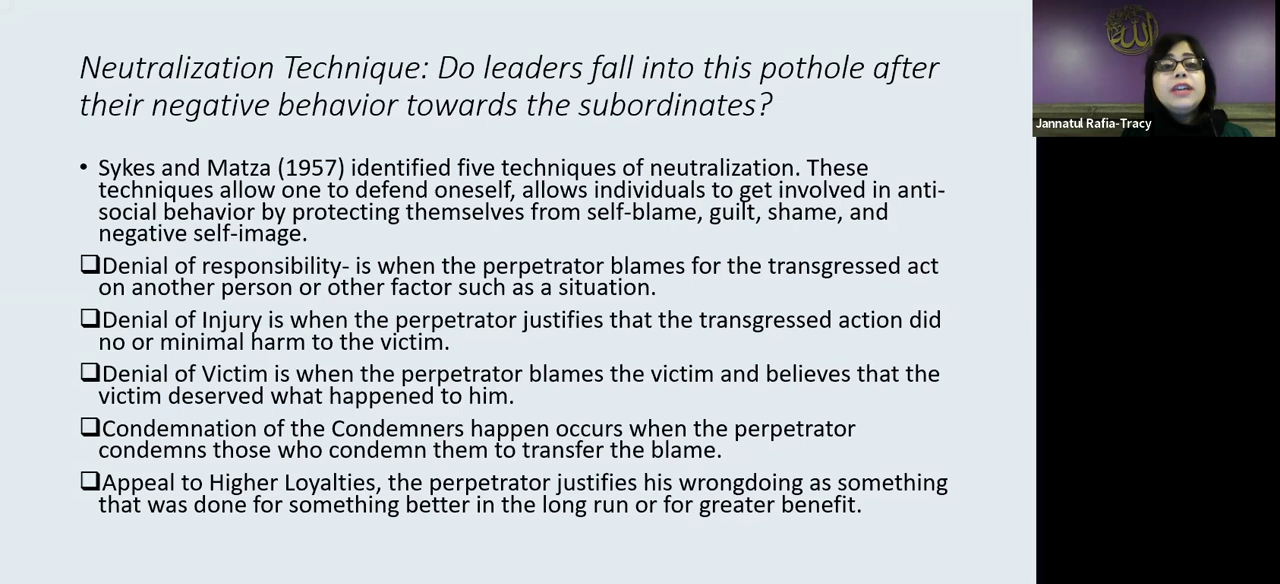 Neutralization Technique: Do leaders fall into this pothole after
their negative behavior towards the subordinates?
• Sykes and Matza (1957) identified five techniques of neutralization. These
techniques allow one to defend oneself, allows individuals to get involved in anti-
social behavior by protecting themselves from self-blame, guilt, shame, and
negative self-image.
❑Denial of responsibility- is when the perpetrator blames for the transgressed act
on another person or other factor such as a situation.
❑Denial of Injury is when the perpetrator justifies that the transgressed action did
no or minimal harm to the victim.
❑Denial of Victim is when the perpetrator blames the victim and believes that the
victim deserved what happened to him.
❑Condemnation of the Condemners happen occurs when the perpetrator
condemns those who condemn them to transfer the blame.
❑Appeal to Higher Loyalties, the perpetrator justifies his wrongdoing as something
that was done for something better in the long run or for greater benefit.
الله
Jannatul Rafia-Tracy